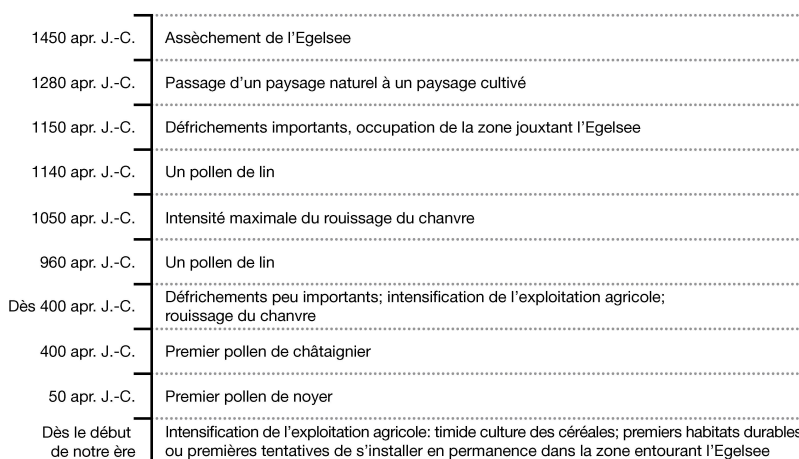 1450 apr. J.-C. Assèchement de l’Egelsee
1280 apr. J.-C. Passage d’un paysage naturel à un paysage cultivé
1150 apr. J.-C. Défrichements importants, occupation de la zone jouxtant l’Egelsee
1140 apr. J.-C. Un pollen de lin
1050 apr. J.-C. Intensité maximale du rouissage du chanvre
960 apr. J.-C. Un pollen de lin
Dès 400 apr. J.-C. Défrichements peu importants; intensification de l’exploitation agricole;
rouissage du chanvre
400 apr. J.-C. Premier pollen de châtaignier
50 apr. J.-C. Premier pollen de noyer
Dès le début Intensification de l’exploitation agricole: timide culture des céréales; premiers habitats durables
de notre ère ou premières tentatives de s’installer en permanence dans la zone entourant l’Egelsee